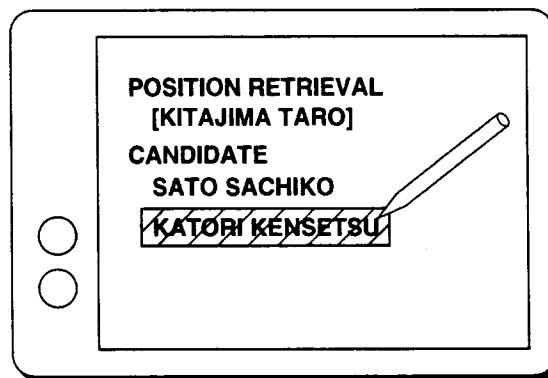 POSITION RETRIEVAL
[KITAJIMA TARO]
CANDIDATE
SATO SACHIKO
KATORI KENSETSU